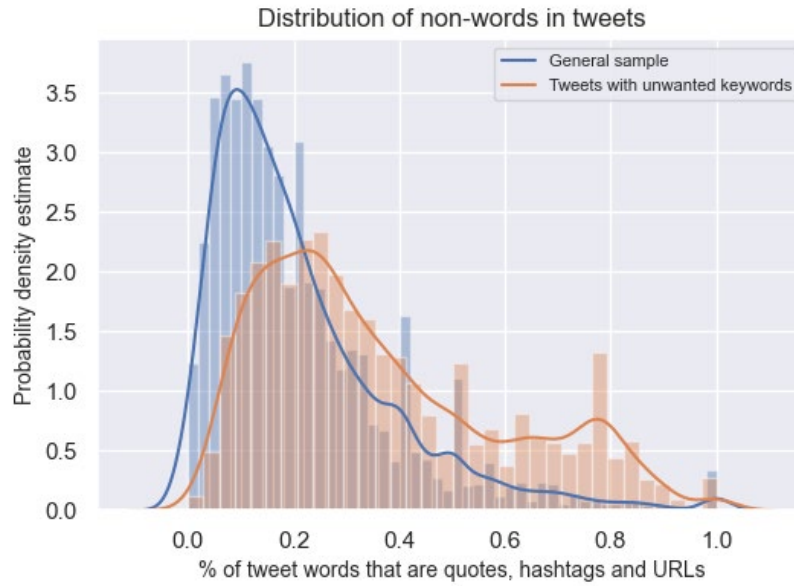 Distribution of non-words in tweets
General sample
Tweets with unwanted keywords
Probability density estimate
3.5
3.0
2.5
2.0
1.5
1.0
0.5
0.0
0.0 0.2 0.4 0.6 0.8 1.0
% of tweet words that are quotes, hashtags and URLs